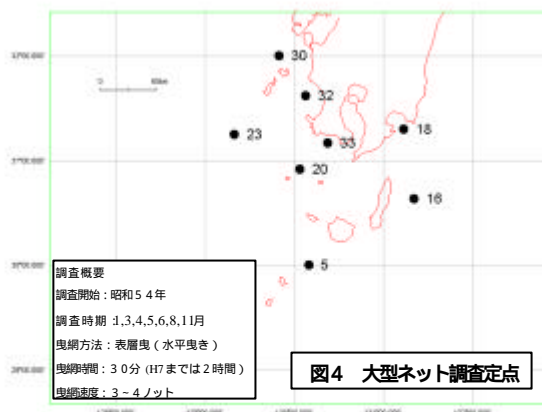 30
32
18
23
33
20
16
5
調査概要
調査開始：昭和５４年
調査時期：1,3,4,5,6,8,11月
曳網方法：表層曳（水平曳き）
曳網時間：３０分（H7までは２時間）
曳網速度：３～４ノット
図４　大型ネット調査定点